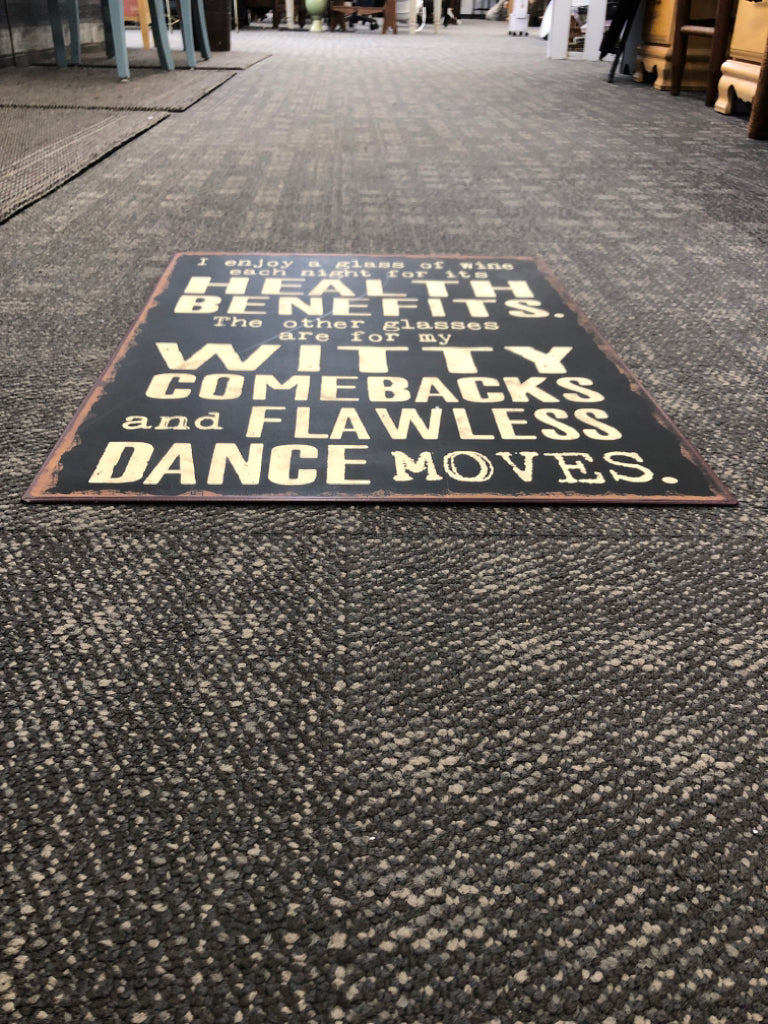 I enjoy a glass of wine
each night for its
HEALTH
BENEFITS.
The other glasses
are for my
WITTY
COMEBACKS
and FLAWLESS
DANCE MOVES.